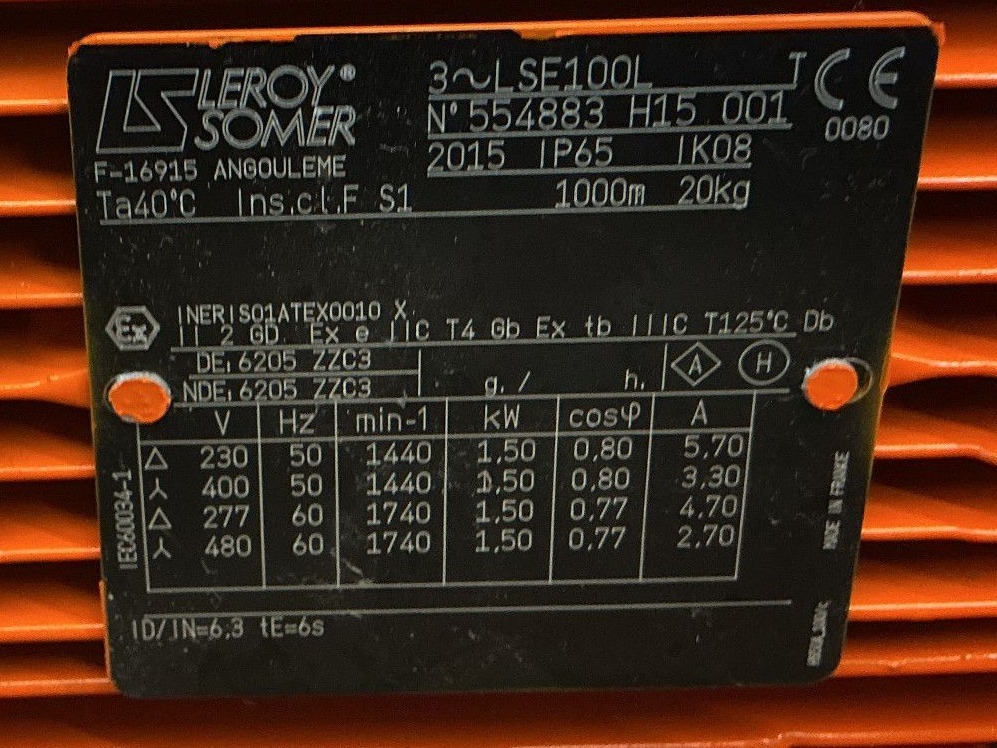 LEROY®
SOMER
F-16915 ANGOULEME
3~LSE100L T
N° 554883 H15 001
2015 IP65 IK08
CE
0080
Ta40°C Ins.cl.F S1 1000m 20kg
Ex INERIS01ATEX0010 X
II 2 GD Ex e IIC T4 Gb Ex tb IIIC T125°C Db
DE: 6205 ZZC3
NDE: 6205 ZZC3 g. / h. A H
V Hz min-1 kW cosφ A
Δ 230 50 1440 1,50 0,80 5,70
⅄ 400 50 1440 1,50 0,80 3,30
Δ 277 60 1740 1,50 0,77 4,70
⅄ 480 60 1740 1,50 0,77 2,70
IEC60034-1
MADE IN FRANCE
ID/IN=6,3 tE=6s